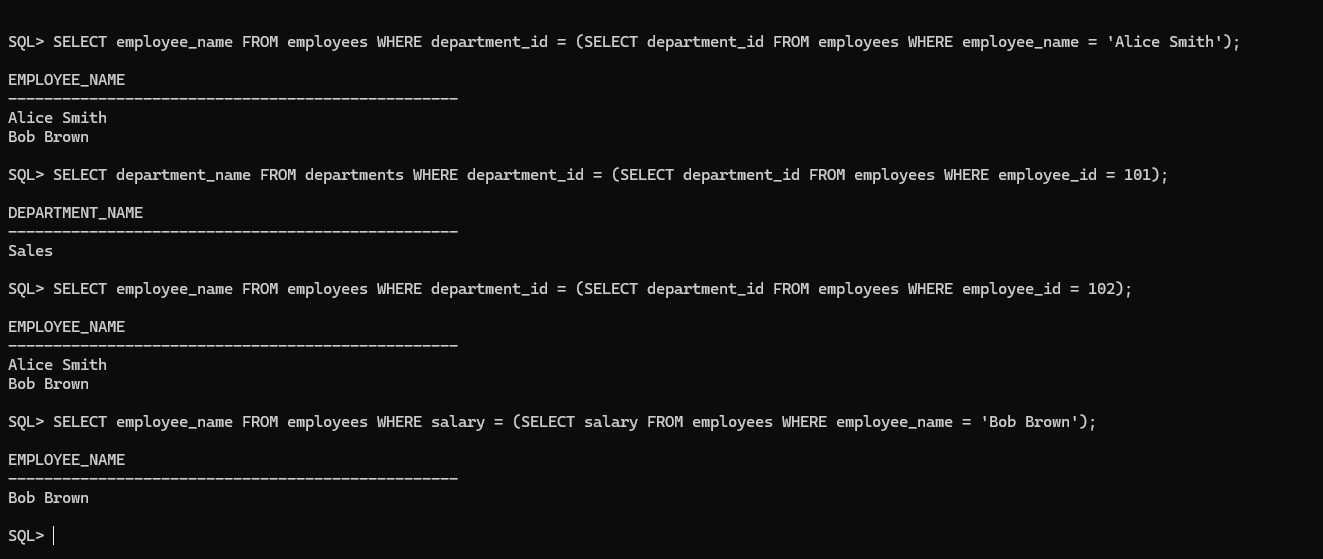 SQL> SELECT employee_name FROM employees WHERE department_id = (SELECT department_id FROM employees WHERE employee_name = 'Alice Smith');
EMPLOYEE_NAME
--------------------------------------------------
Alice Smith
Bob Brown
SQL> SELECT department_name FROM departments WHERE department_id = (SELECT department_id FROM employees WHERE employee_id = 101);
DEPARTMENT_NAME
--------------------------------------------------
Sales
SQL> SELECT employee_name FROM employees WHERE department_id = (SELECT department_id FROM employees WHERE employee_id = 102);
EMPLOYEE_NAME
--------------------------------------------------
Alice Smith
Bob Brown
SQL> SELECT employee_name FROM employees WHERE salary = (SELECT salary FROM employees WHERE employee_name = 'Bob Brown');
EMPLOYEE_NAME
--------------------------------------------------
Bob Brown
SQL>